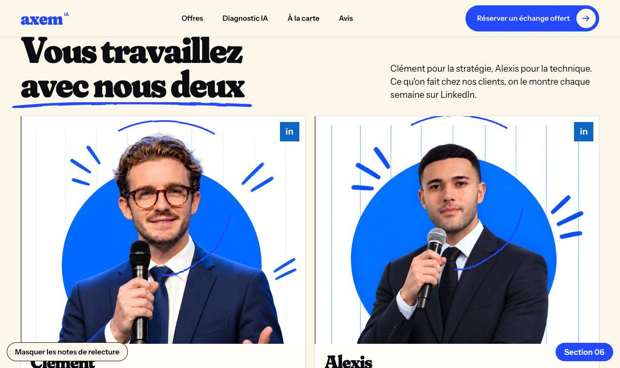 axem IA
Offres
Diagnostic IA
À la carte
Avis
Réserver un échange offert
Vous travaillez
avec nous deux
Clément pour la stratégie, Alexis pour la technique.
Ce qu'on fait chez nos clients, on le montre chaque
semaine sur LinkedIn.
in
in
Masquer les notes de relecture
Clément
Alexis
Section 06